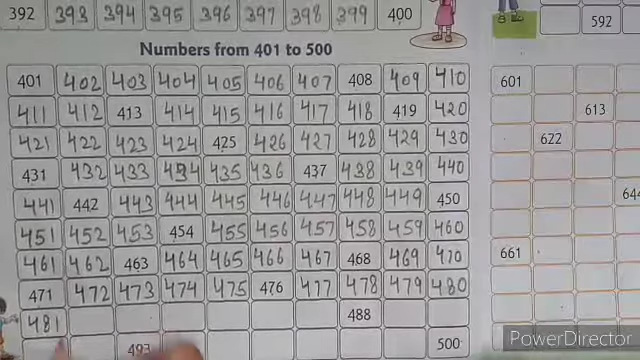 392 393 394 395 396 397 398 399 400 592
Numbers from 401 to 500
401 402 403 404 405 406 407 408 409 410 601
411 412 413 414 415 416 417 418 419 420 613
421 422 423 424 425 426 427 428 429 430 622
431 432 433 434 435 436 437 438 439 440
441 442 443 444 445 446 447 448 449 450 644
451 452 453 454 455 456 457 458 459 460
461 462 463 464 465 466 467 468 469 470 661
471 472 473 474 475 476 477 478 479 480
481 488
493 500
PowerDirector